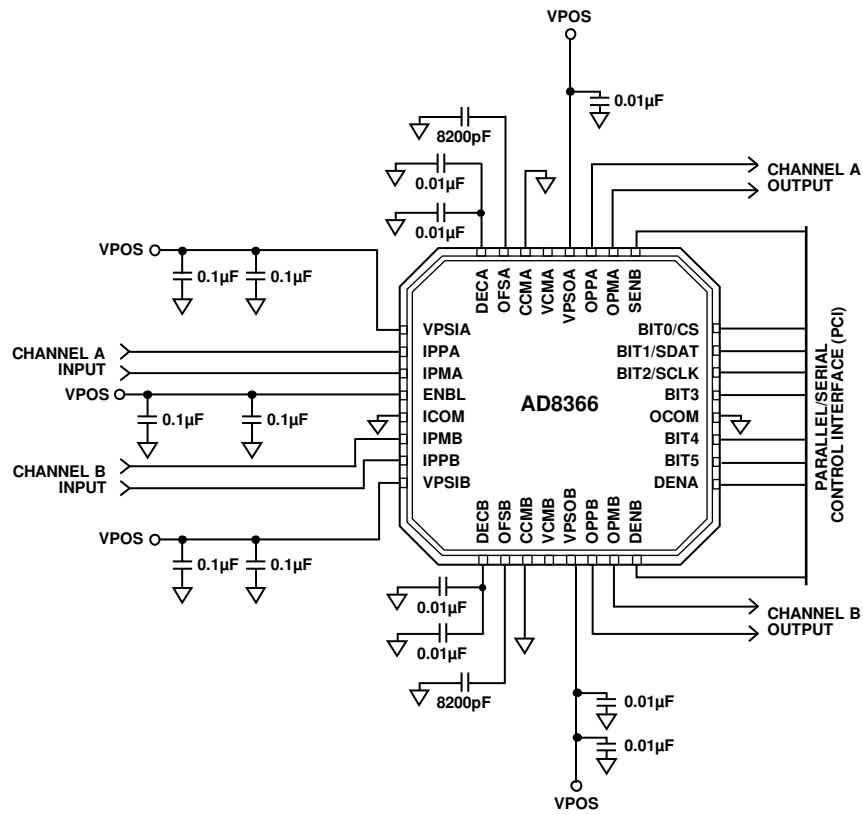 VPOS
0.01µF
8200pF
0.01µF
0.01µF
CHANNEL A
OUTPUT
VPOS
0.1µF
0.1µF
DECA
OFSA
CCMA
VCMA
VPSOA
OPPA
OPMA
SENB
CHANNEL A
INPUT
VPOS
0.1µF
0.1µF
CHANNEL B
INPUT
VPSIA
IPPA
IPMA
ENBL
ICOM
IPMB
IPPB
VPSIB
AD8366
BIT0/CS
BIT1/SDAT
BIT2/SCLK
BIT3
OCOM
BIT4
BIT5
DENA
PARALLEL/SERIAL
CONTROL INTERFACE (PCI)
VPOS
0.1µF
0.1µF
DECB
OFSB
CCMB
VCMB
VPSOB
OPPB
OPMB
DENB
0.01µF
0.01µF
8200pF
CHANNEL B
OUTPUT
0.01µF
0.01µF
VPOS